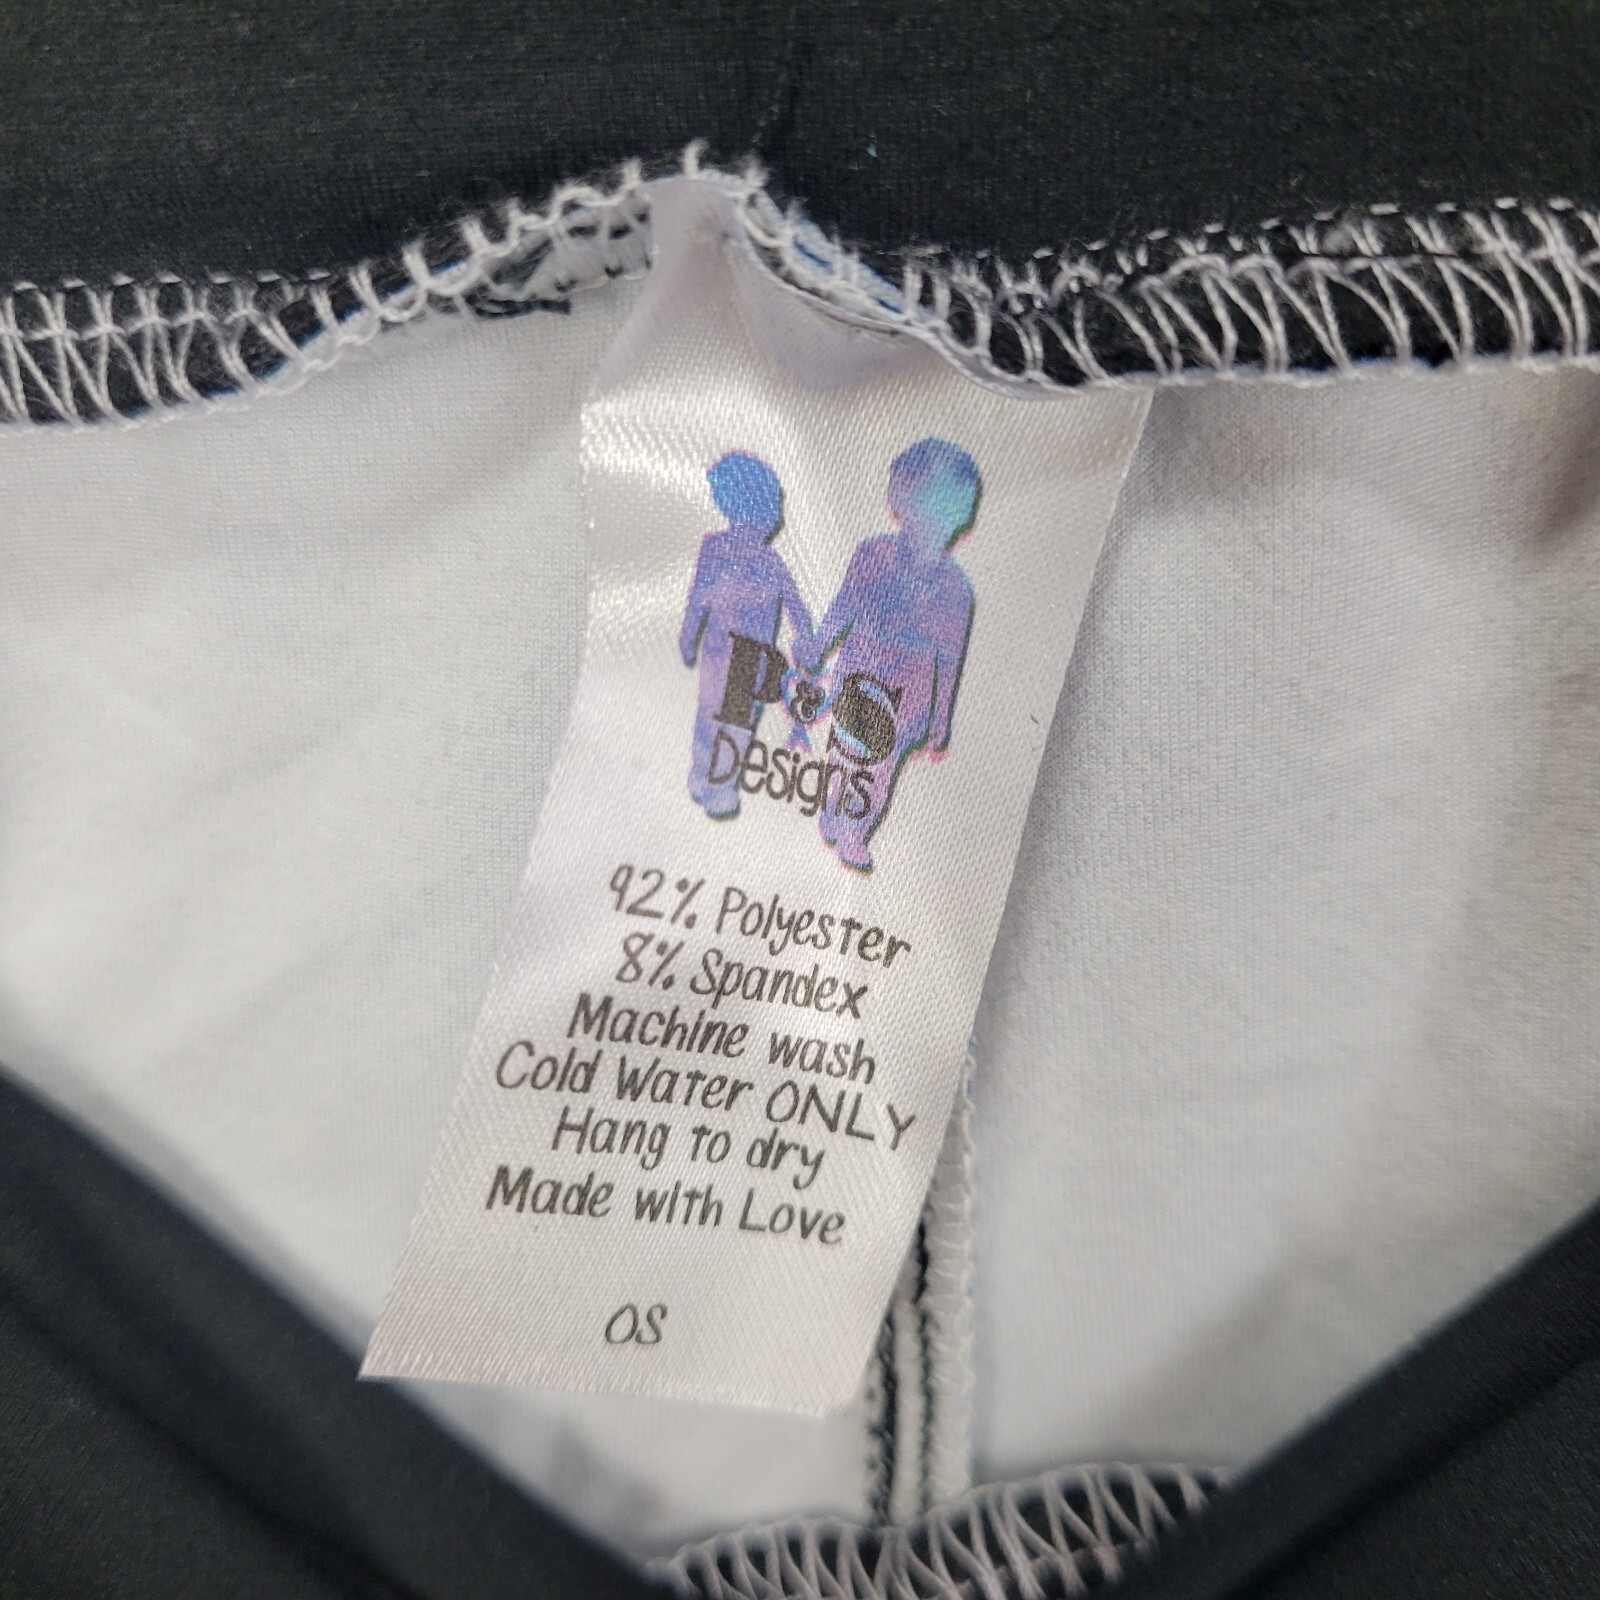 P&S
Designs
92% Polyester
8% Spandex
Machine wash
Cold Water ONLY
Hang to dry
Made with Love
OS